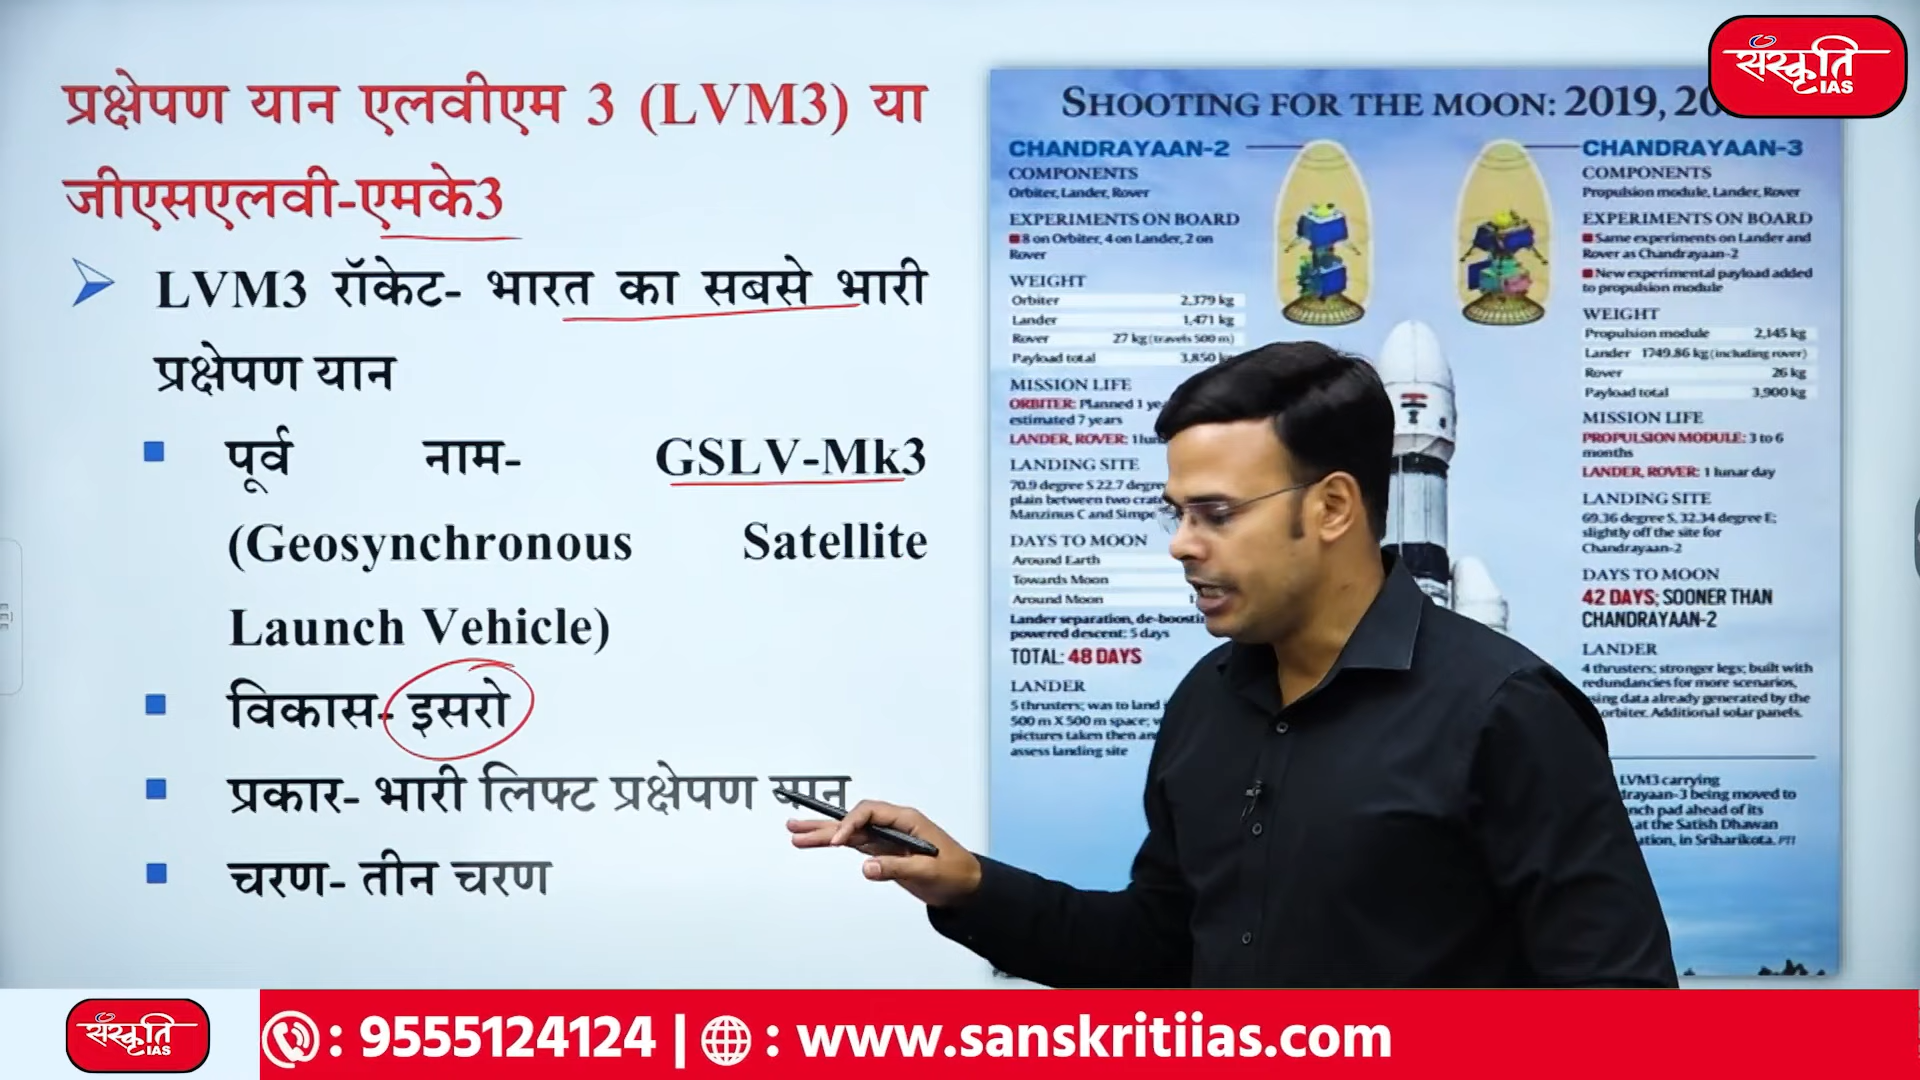 प्रक्षेपण यान एलवीएम 3 (LVM3) या
जीएसएलवी-एमके3
LVM3 रॉकेट- भारत का सबसे भारी
प्रक्षेपण यान
पूर्व नाम- GSLV-Mk3
(Geosynchronous Satellite
Launch Vehicle)
विकास- इसरो
प्रकार- भारी लिफ्ट प्रक्षेपण यान
चरण- तीन चरण
संस्कृति
IAS
SHOOTING FOR THE MOON: 2019,
CHANDRAYAAN-2
COMPONENTS
Orbiter, Lander, Rover
EXPERIMENTS ON BOARD
8 on Orbiter, 4 on Lander, 2 on
Rover
WEIGHT
Orbiter 2,379 kg
Lander 1,471 kg
Rover 27 kg (travels 500 m)
Payload total 3,850
MISSION LIFE
ORBITER: Planned 1
estimated 7 years
LANDER, ROVER: 1
LANDING SITE
70.9 degree S 22.7
plain between two
Manzinus C and
DAYS TO MOON
Around Earth
Towards Moon
Around Moon
Lander separation,
powered descent: 5 days
TOTAL: 48 DAYS
LANDER
5 thrusters; was to land
500 m X 500 m space;
pictures taken then
assess landing site
CHANDRAYAAN-3
COMPONENTS
Propulsion module, Lander, Rover
EXPERIMENTS ON BOARD
Same experiments on Lander and
Rover as Chandrayaan-2
New experimental payload added
to propulsion module
WEIGHT
Propulsion module 2,145 kg
Lander 1749.86 kg (including rover)
Rover 26 kg
Payload total 3,900 kg
MISSION LIFE
PROPULSION MODULE: 3 to 6
months
LANDER, ROVER: 1 lunar day
LANDING SITE
69.36 degree S, 32.34 degree E;
slightly off the site for
Chandrayaan-2
DAYS TO MOON
42 DAYS; SOONER THAN
CHANDRAYAAN-2
LANDER
4 thrusters; stronger legs; built with
redundancies for more scenarios,
data already generated by the
orbiter. Additional solar panels.
LVM3 carrying
being moved to
pad ahead of its
at the Satish Dhawan
in Sriharikota. PTI
संस्कृति
IAS
: 9555124124 | : www.sanskritiias.com